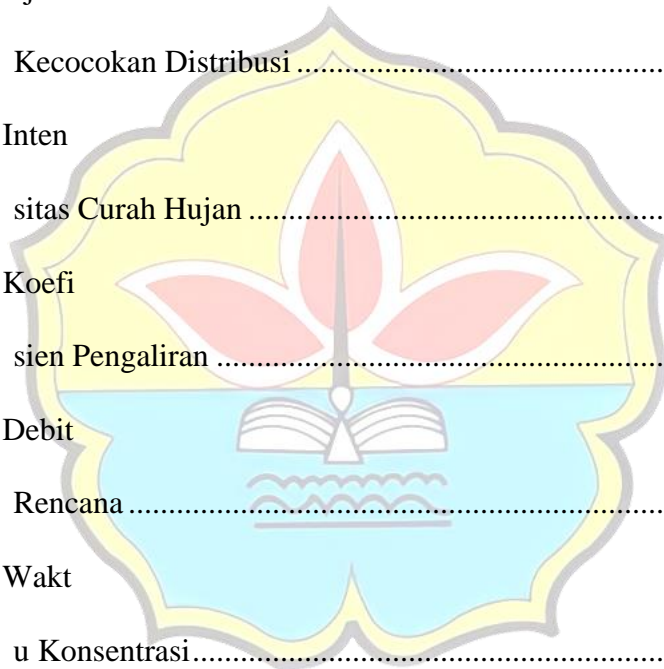 Kecocokan Distribusi ..........................................
Inten
sitas Curah Hujan ................................................
Koefi
sien Pengaliran ....................................................
Debit
Rencana ...............................................................
Wakt
u Konsentrasi.......................................................